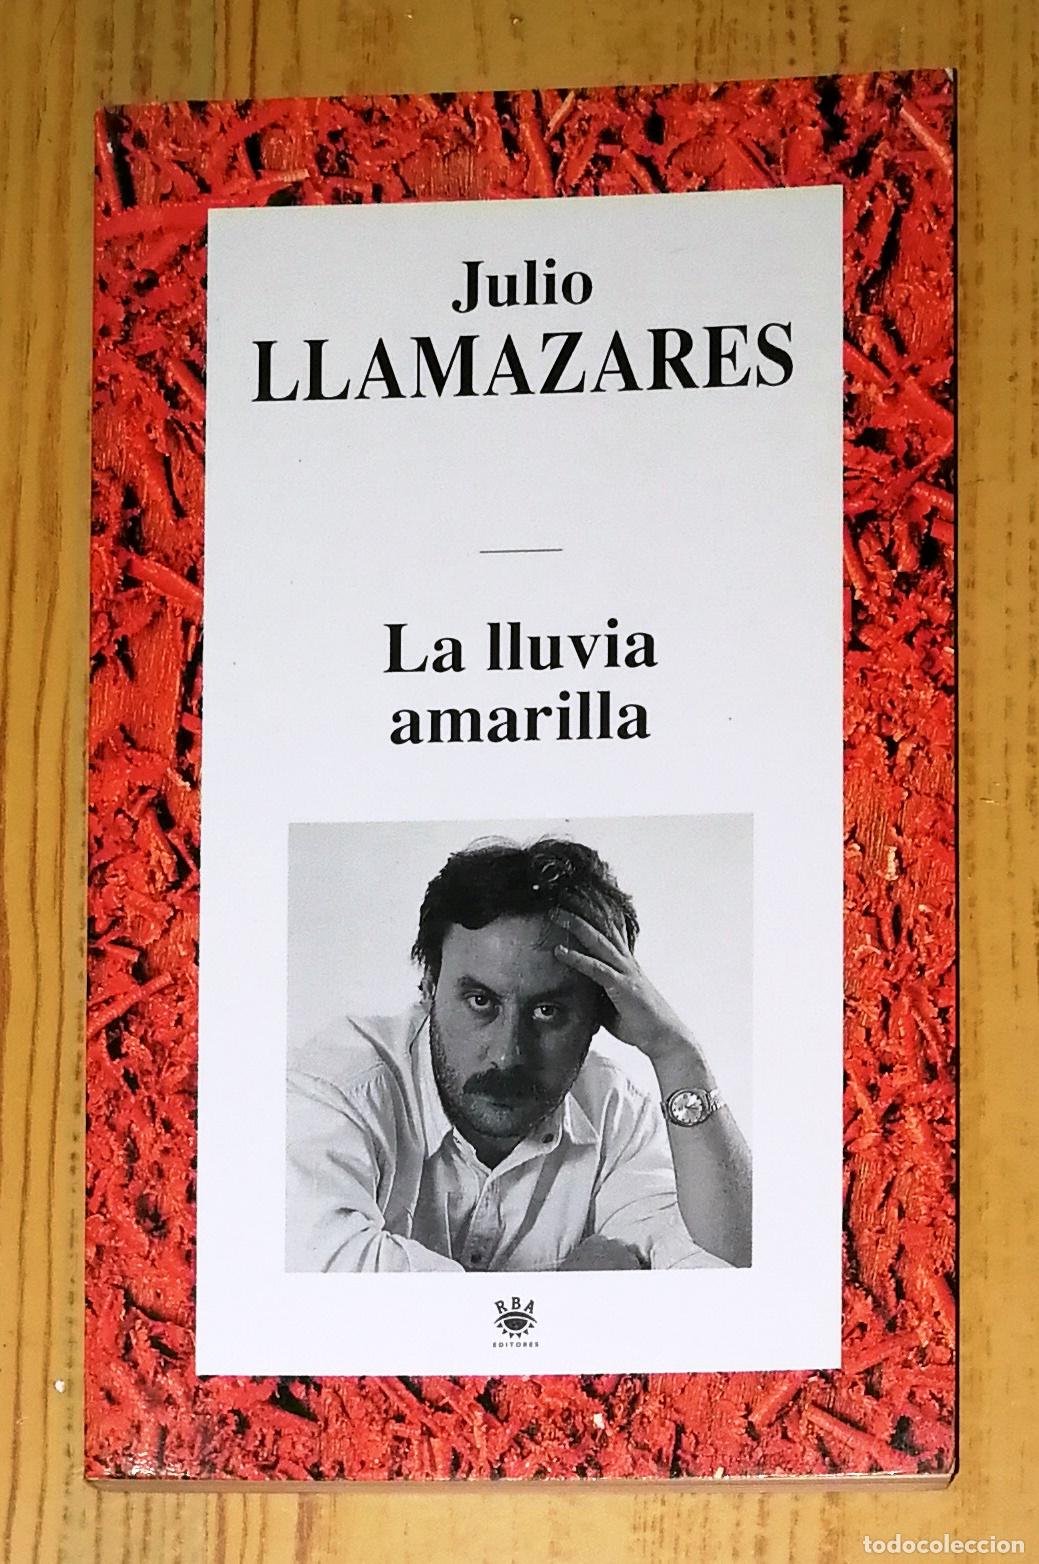 Julio
LLAMAZARES
La lluvia
amarilla
RBA
EDITORES
todocoleccion